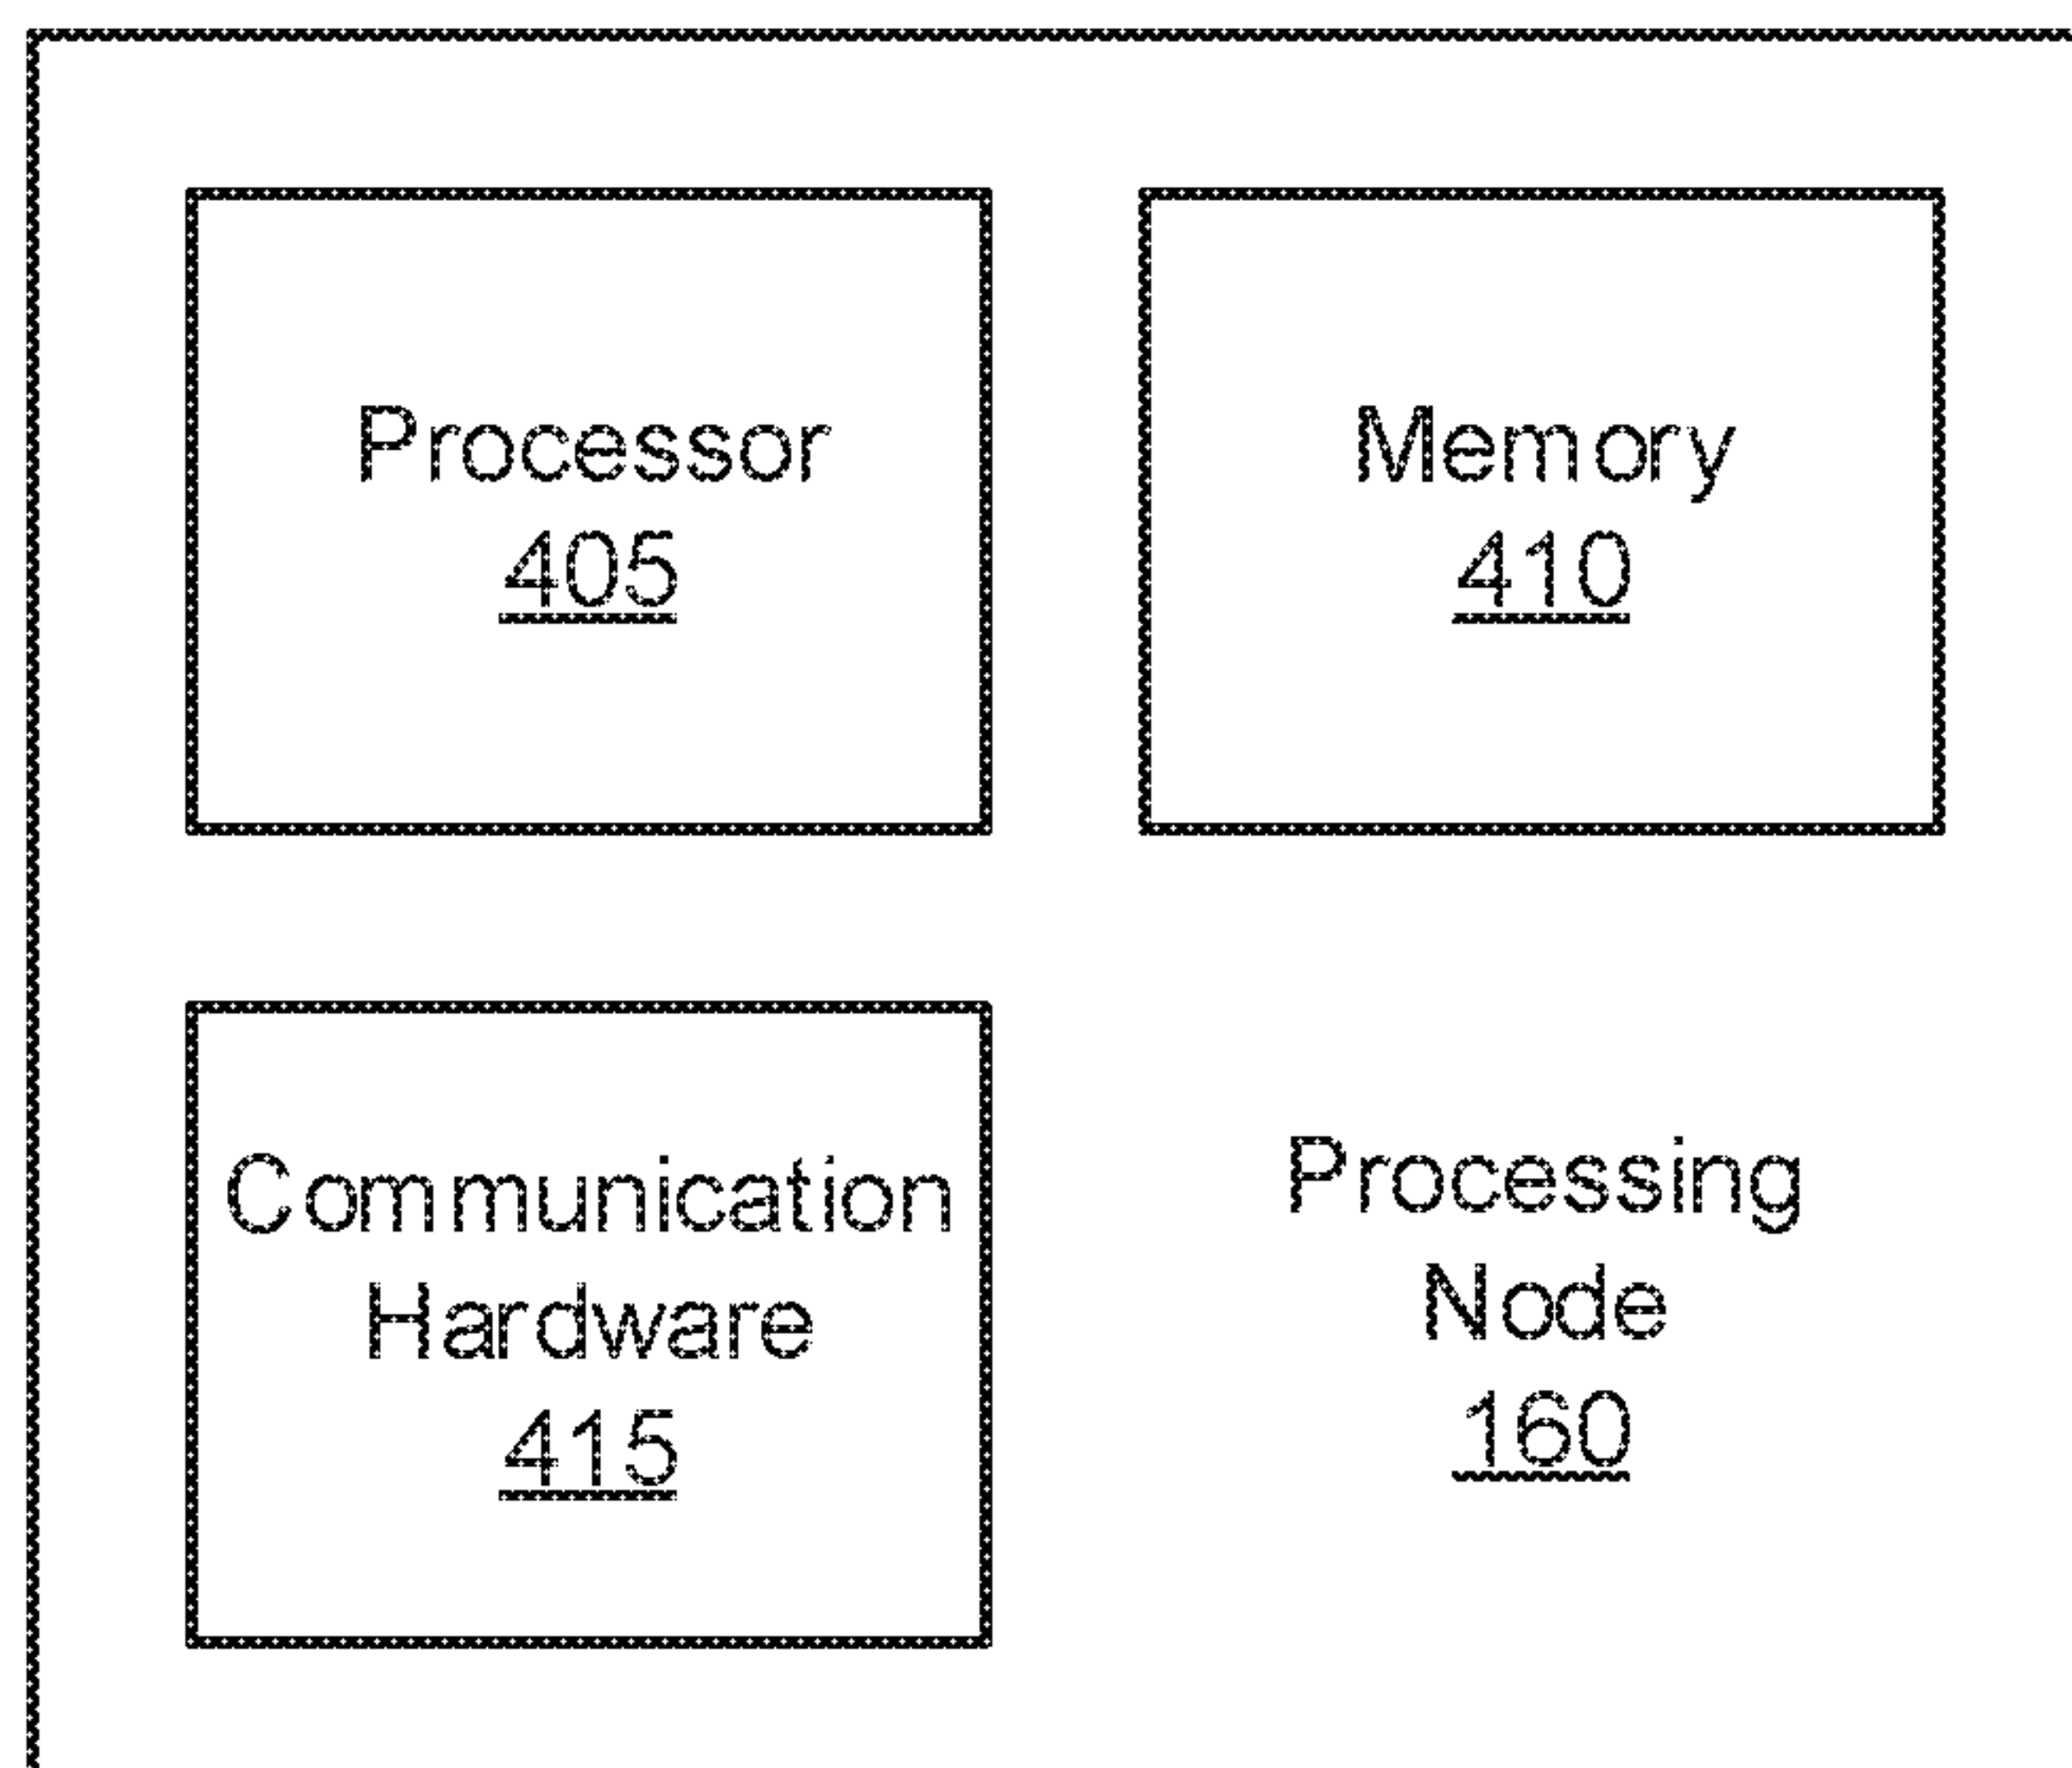 Processor
405
Memory
410
Communication
Hardware
415
Processing
Node
160